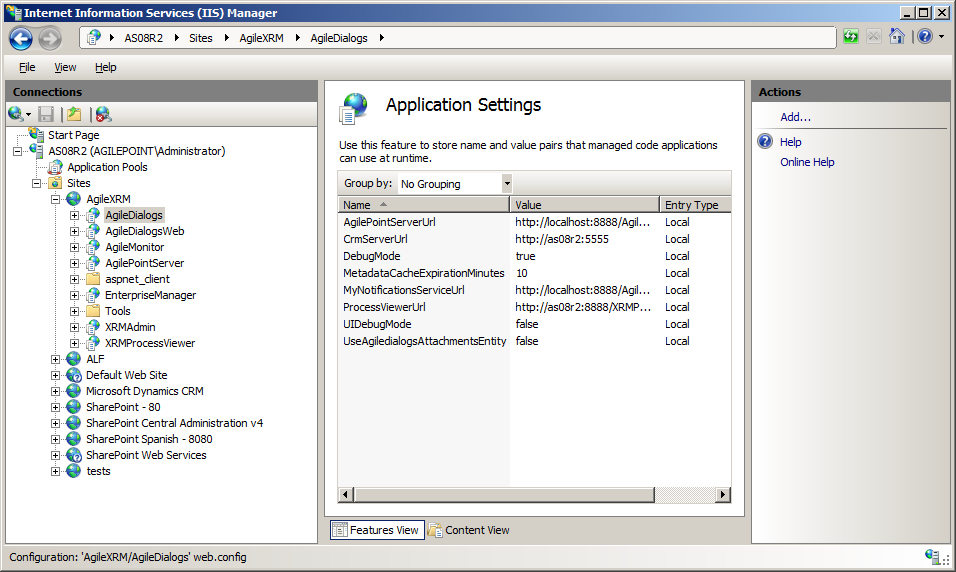 Internet Information Services (IIS) Manager
AS08R2 Sites AgileXRM AgileDialogs
File View Help
Connections
Start Page
AS08R2 (AGILEPOINT\Administrator)
Application Pools
Sites
AgileXRM
AgileDialogs
AgileDialogsWeb
AgileMonitor
AgilePointServer
aspnet_client
EnterpriseManager
Tools
XRMAdmin
XRMProcessViewer
ALF
Default Web Site
Microsoft Dynamics CRM
SharePoint - 80
SharePoint Central Administration v4
SharePoint Spanish - 8080
SharePoint Web Services
tests
Application Settings
Use this feature to store name and value pairs that managed code applications
can use at runtime.
Group by: No Grouping
Name Value Entry Type
AgilePointServerUrl http://localhost:8888/Agil... Local
CrmServerUrl http://as08r2:5555 Local
DebugMode true Local
MetadataCacheExpirationMinutes 10 Local
MyNotificationsServiceUrl http://localhost:8888/Agil... Local
ProcessViewerUrl http://as08r2:8888/XRMP... Local
UIDebugMode false Local
UseAgiledialogsAttachmentsEntity false Local
Features View Content View
Actions
Add...
Help
Online Help
Configuration: 'AgileXRM/AgileDialogs' web.config